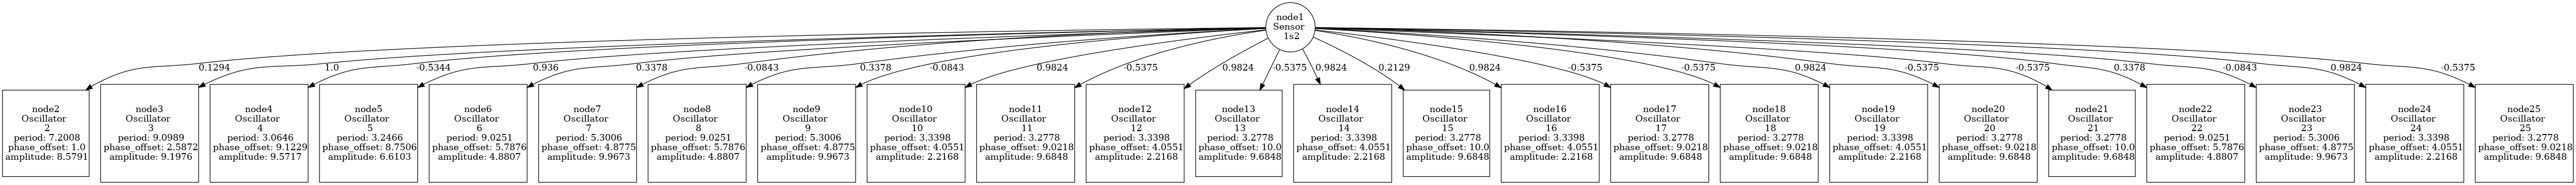 node1
Sensor
1s2
0.1294
1.0
-0.5344
0.936
0.3378
-0.0843
0.3378
-0.0843
0.9824
-0.5375
0.9824
-0.5375
0.9824
0.2129
0.9824
-0.5375
-0.5375
0.9824
-0.5375
-0.5375
0.3378
-0.0843
0.9824
-0.5375
node2
Oscillator
2
period: 7.2008
phase_offset: 1.0
amplitude: 8.5791
node3
Oscillator
3
period: 9.0989
phase_offset: 2.5872
amplitude: 9.1976
node4
Oscillator
4
period: 3.0646
phase_offset: 9.1229
amplitude: 9.5717
node5
Oscillator
5
period: 3.2466
phase_offset: 8.7506
amplitude: 6.6103
node6
Oscillator
6
period: 9.0251
phase_offset: 5.7876
amplitude: 4.8807
node7
Oscillator
7
period: 5.3006
phase_offset: 4.8775
amplitude: 9.9673
node8
Oscillator
8
period: 9.0251
phase_offset: 5.7876
amplitude: 4.8807
node9
Oscillator
9
period: 5.3006
phase_offset: 4.8775
amplitude: 9.9673
node10
Oscillator
10
period: 3.3398
phase_offset: 4.0551
amplitude: 2.2168
node11
Oscillator
11
period: 3.2778
phase_offset: 9.0218
amplitude: 9.6848
node12
Oscillator
12
period: 3.3398
phase_offset: 4.0551
amplitude: 2.2168
node13
Oscillator
13
period: 3.2778
phase_offset: 10.0
amplitude: 9.6848
node14
Oscillator
14
period: 3.3398
phase_offset: 4.0551
amplitude: 2.2168
node15
Oscillator
15
period: 3.2778
phase_offset: 10.0
amplitude: 9.6848
node16
Oscillator
16
period: 3.3398
phase_offset: 4.0551
amplitude: 2.2168
node17
Oscillator
17
period: 3.2778
phase_offset: 9.0218
amplitude: 9.6848
node18
Oscillator
18
period: 3.2778
phase_offset: 9.0218
amplitude: 9.6848
node19
Oscillator
19
period: 3.3398
phase_offset: 4.0551
amplitude: 2.2168
node20
Oscillator
20
period: 3.2778
phase_offset: 9.0218
amplitude: 9.6848
node21
Oscillator
21
period: 3.2778
phase_offset: 10.0
amplitude: 9.6848
node22
Oscillator
22
period: 9.0251
phase_offset: 5.7876
amplitude: 4.8807
node23
Oscillator
23
period: 5.3006
phase_offset: 4.8775
amplitude: 9.9673
node24
Oscillator
24
period: 3.3398
phase_offset: 4.0551
amplitude: 2.2168
node25
Oscillator
25
period: 3.2778
phase_offset: 9.0218
amplitude: 9.6848